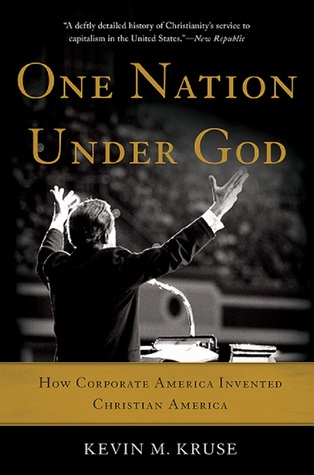 “A deftly detailed history of Christianity’s service to
capitalism in the United States.”—New Republic
ONE NATION
UNDER GOD
HOW CORPORATE AMERICA INVENTED
CHRISTIAN AMERICA
KEVIN M. KRUSE